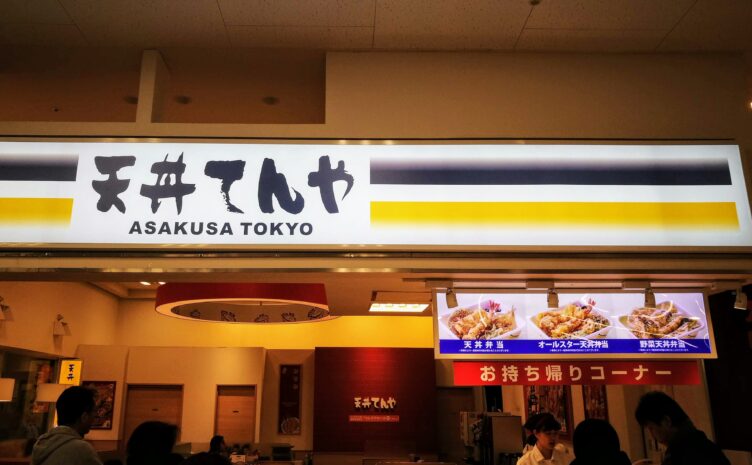 天丼てんや
ASAKUSA TOKYO
天丼弁当
オールスター天丼弁当
野菜天丼弁当
お持ち帰りコーナー
天丼
天丼てんや